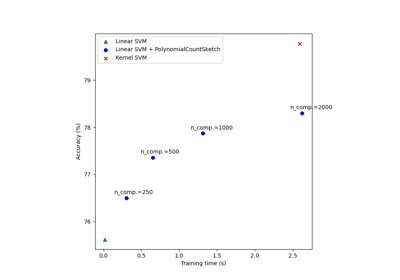 Linear SVM
Linear SVM + PolynomialCountSketch
Kernel SVM
79
n_comp.=2000
78
n_comp.=1000
n_comp.=500
77
n_comp.=250
76
Accuracy (%)
0.0 0.5 1.0 1.5 2.0 2.5
Training time (s)